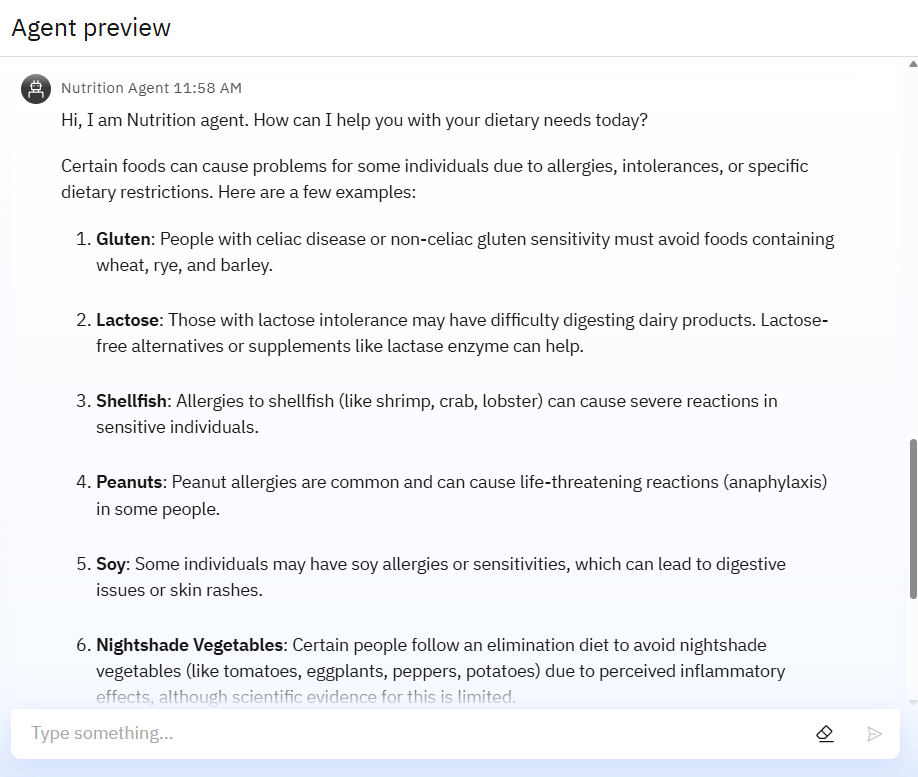 Agent preview
Nutrition Agent 11:58 AM
Hi, I am Nutrition agent. How can I help you with your dietary needs today?
Certain foods can cause problems for some individuals due to allergies, intolerances, or specific
dietary restrictions. Here are a few examples:
1. Gluten: People with celiac disease or non-celiac gluten sensitivity must avoid foods containing
wheat, rye, and barley.
2. Lactose: Those with lactose intolerance may have difficulty digesting dairy products. Lactose-
free alternatives or supplements like lactase enzyme can help.
3. Shellfish: Allergies to shellfish (like shrimp, crab, lobster) can cause severe reactions in
sensitive individuals.
4. Peanuts: Peanut allergies are common and can cause life-threatening reactions (anaphylaxis)
in some people.
5. Soy: Some individuals may have soy allergies or sensitivities, which can lead to digestive
issues or skin rashes.
6. Nightshade Vegetables: Certain people follow an elimination diet to avoid nightshade
vegetables (like tomatoes, eggplants, peppers, potatoes) due to perceived inflammatory
effects, although scientific evidence for this is limited.
Type something...